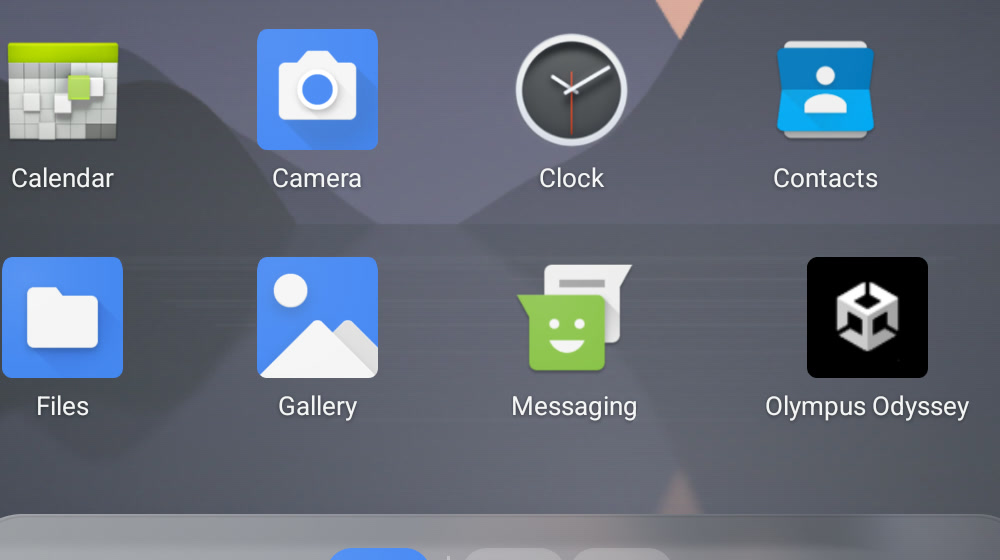 Calendar
Camera
Clock
Contacts
Files
Gallery
Messaging
Olympus Odyssey